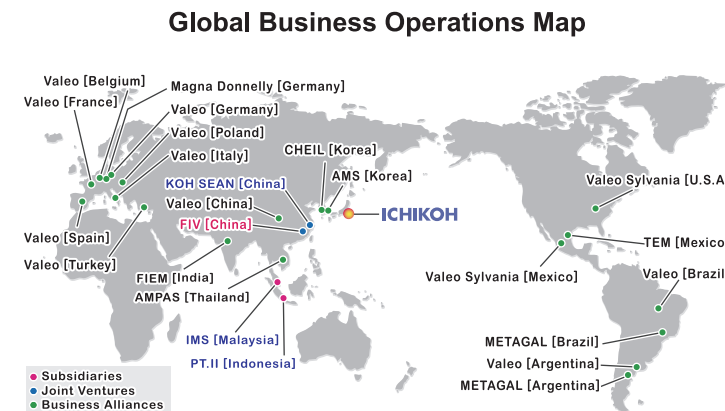 Global Business Operations Map
Valeo [Belgium]
Magna Donnelly [Germany]
Valeo [France]
Valeo [Germany]
Valeo [Poland]
Valeo [Italy]
CHEIL [Korea]
AMS [Korea]
KOH SEAN [China]
Valeo [China]
FIV [China]
ICHIKOH
Valeo [Spain]
Valeo [Turkey]
FIEM [India]
AMPAS [Thailand]
IMS [Malaysia]
PT.II [Indonesia]
Valeo Sylvania [U.S.A
TEM [Mexico
Valeo Sylvania [Mexico]
Valeo [Brazil
METAGAL [Brazil]
Valeo [Argentina]
METAGAL [Argentina]
Subsidiaries
Joint Ventures
Business Alliances